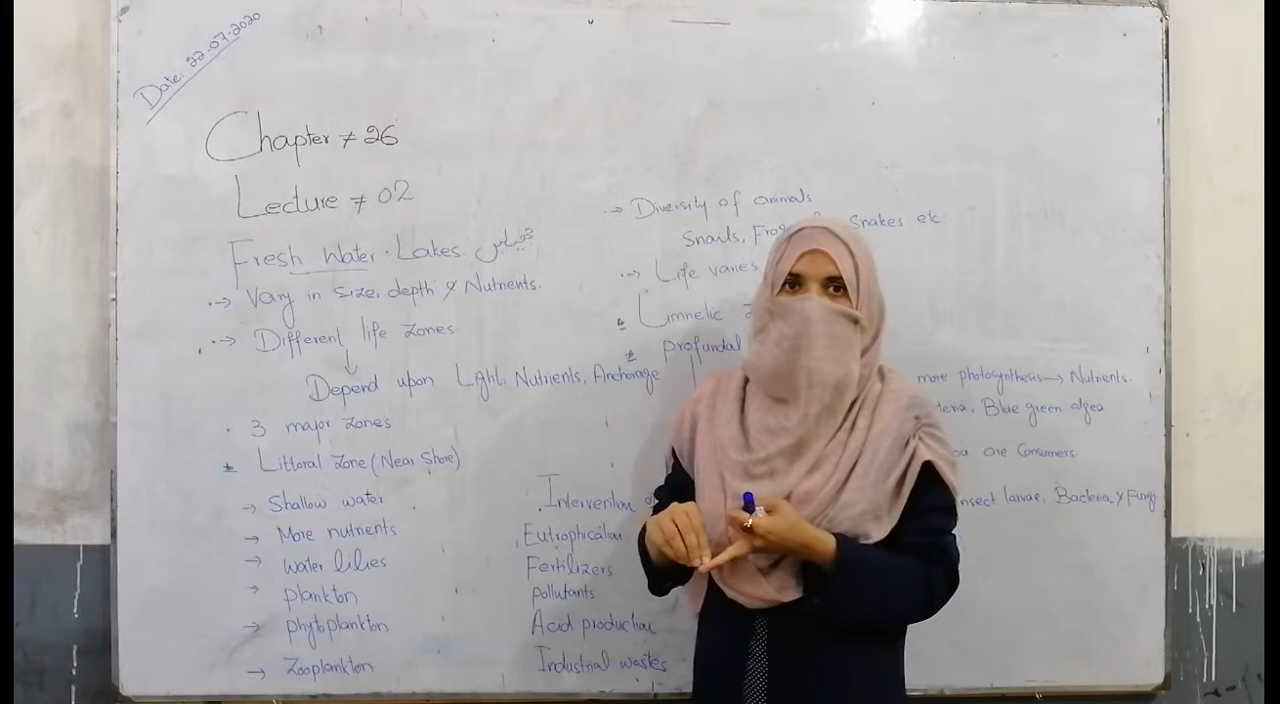 Date: 22-07-2020
Chapter ≠ 26
Lecture ≠ 02
Fresh Water Lakes. جھیلیں
·→ Vary in size, depth & Nutrients.
·→ Different life zones.
↓
Depend upon Light, Nutrients, Anchorage
· 3 major zones
* Littoral zone (Near Shore)
→ Shallow water
→ More nutrients
→ water lilies
→ plankton
→ phytoplankton
→ Zooplankton
Intervention
Eutrophication
Fertilizers
pollutants
Acid production
Industrial wastes
·→ Diversity of animals
Snails, Snakes etc.
·→ Life varies
* Limnetic
* profundal
more photosynthesis → Nutrients.
Blue green algea
are Consumers
larvae, Bacteria & Fungi